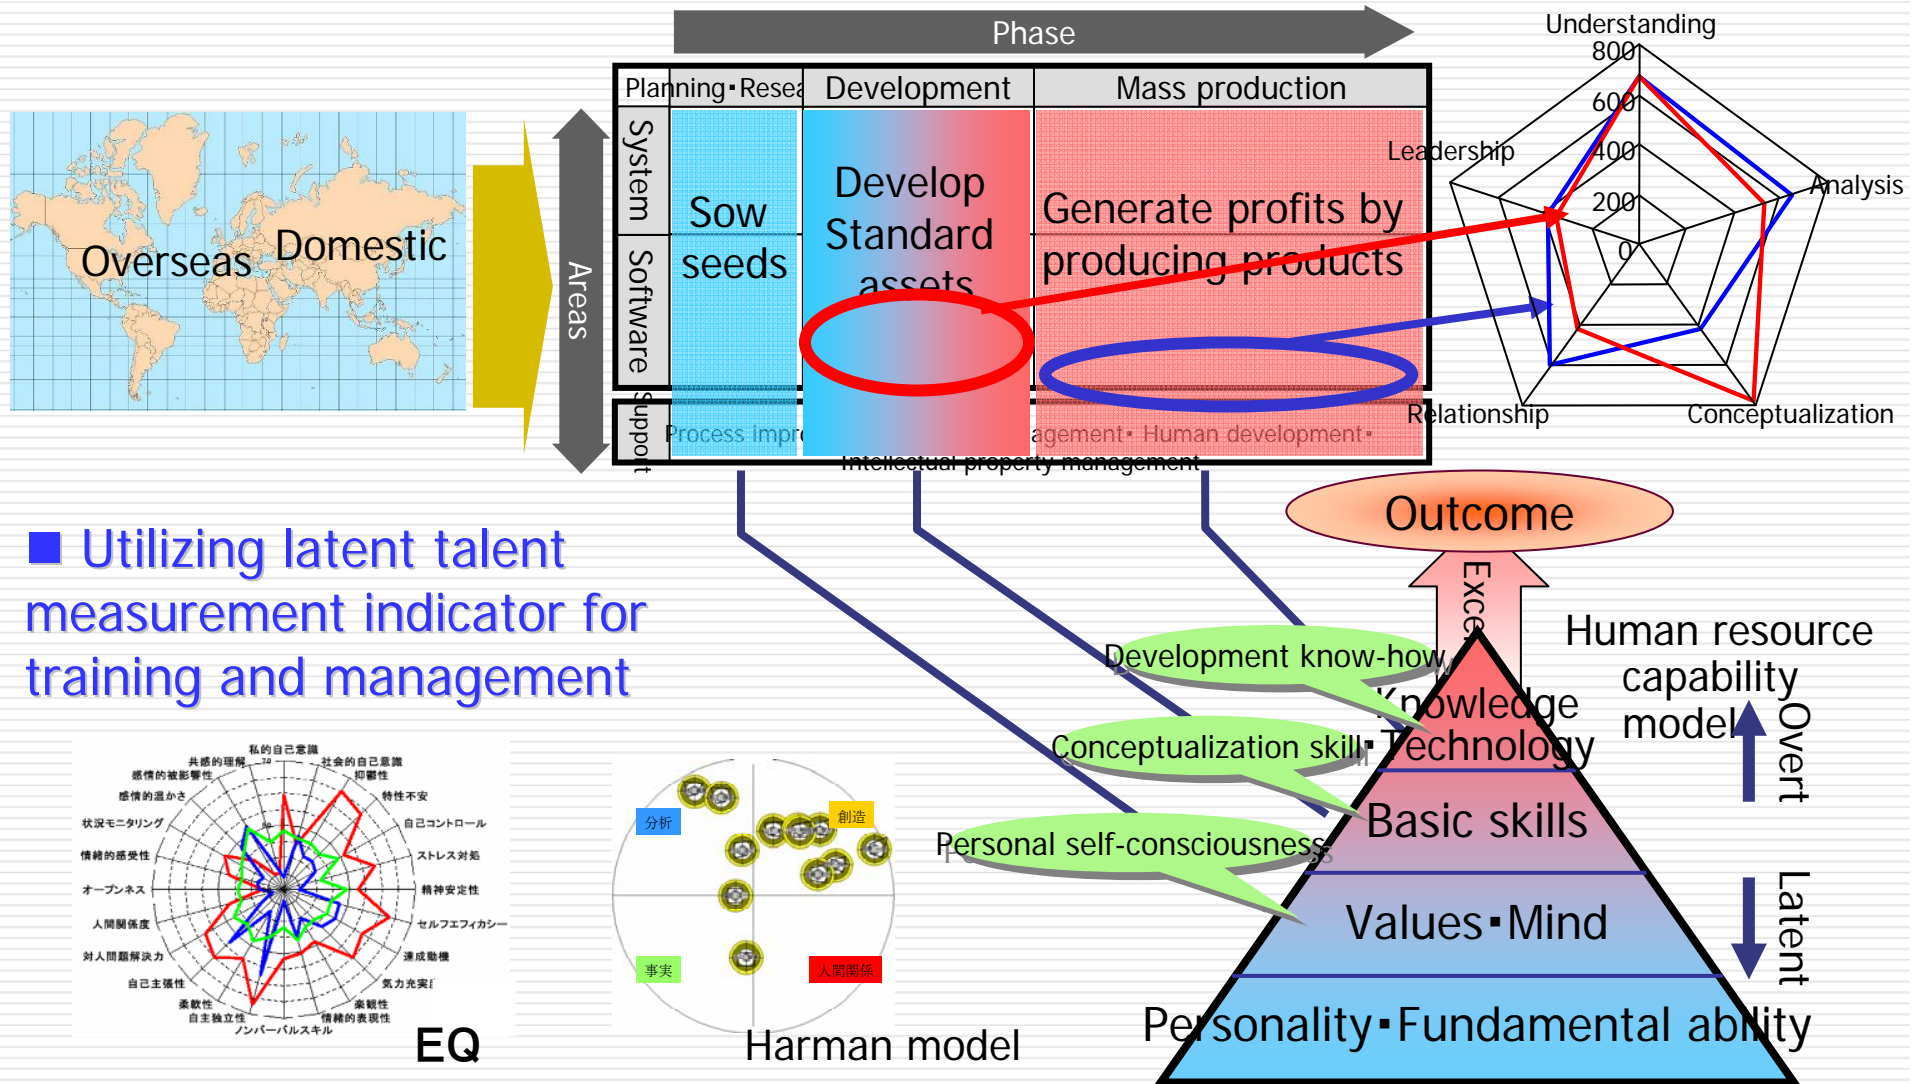 Phase
Planning・Resea
Development
Mass production
System
Software
Support
Areas
Overseas
Domestic
Sow
seeds
Develop
Standard
assets
Generate profits by
producing products
Process impr
agement・ Human development・
Intellectual property management
Understanding
800
600
400
200
0
Leadership
Analysis
Relationship
Conceptualization
■ Utilizing latent talent
measurement indicator for
training and management
Outcome
Exce
Human resource
capability
model
Overt
Latent
Development know-how
Conceptualization skill
Personal self-consciousness
Knowledge
・Technology
Basic skills
Values・Mind
Personality・Fundamental ability
私的自己意識
社会的自己意識
抑鬱性
特性不安
自己コントロール
ストレス対処
精神安定性
セルフエフィカシー
達成動機
気力充実
楽観性
情緒的表現性
ノンバーバルスキル
自主独立性
柔軟性
自己主張性
対人問題解決力
人間関係度
オープンネス
情緒的感受性
状況モニタリング
感情的温かさ
感情的被影響性
共感的理解
70
EQ
分析
創造
事実
人間関係
Harman model